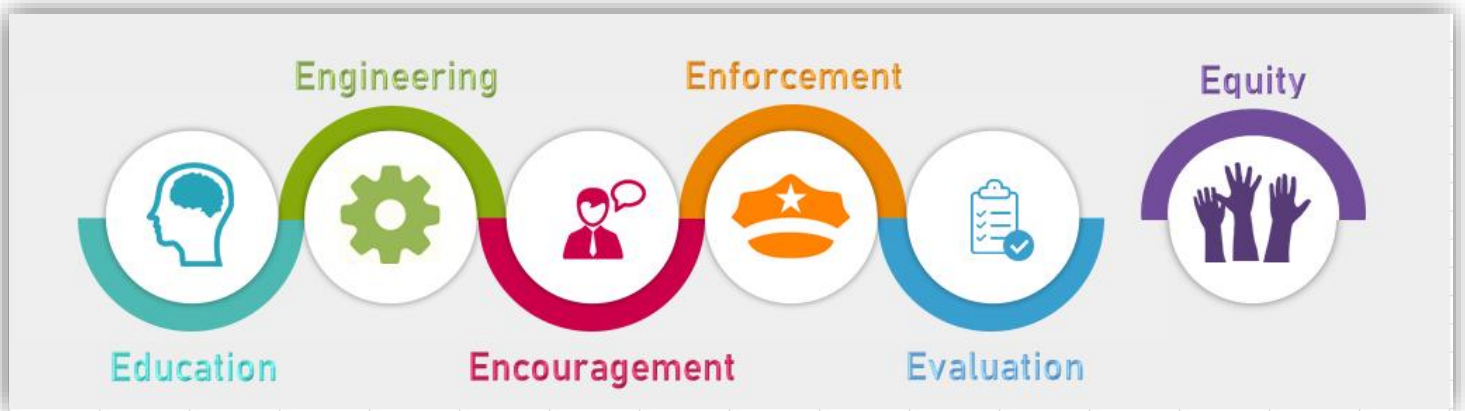 Engineering
Enforcement
Equity
Education
Encouragement
Evaluation